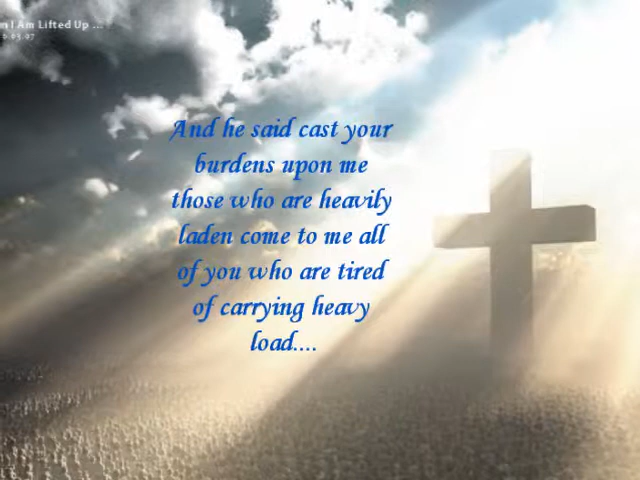 n I Am Lifted Up ...
And he said cast your
burdens upon me
those who are heavily
laden come to me all
of you who are tired
of carrying heavy
load....